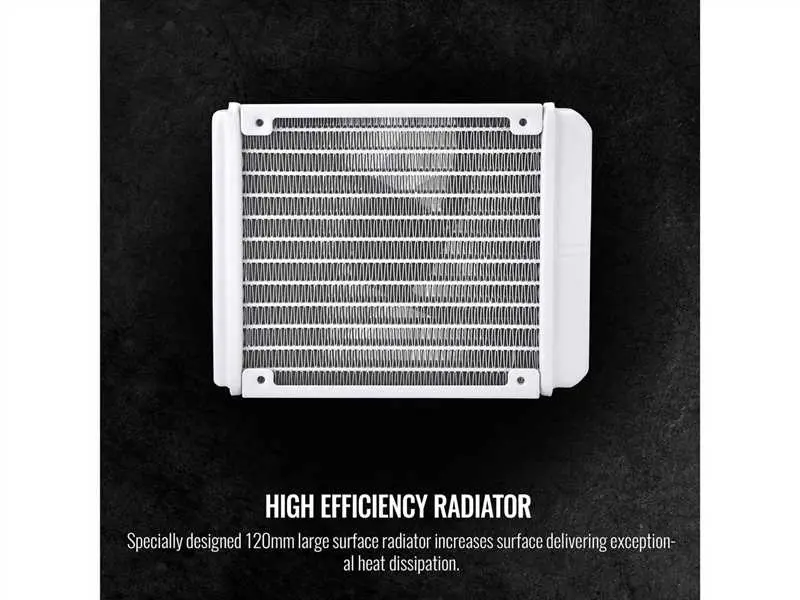 HIGH EFFICIENCY RADIATOR
Specially designed 120mm large surface radiator increases surface delivering exception-
al heat dissipation.